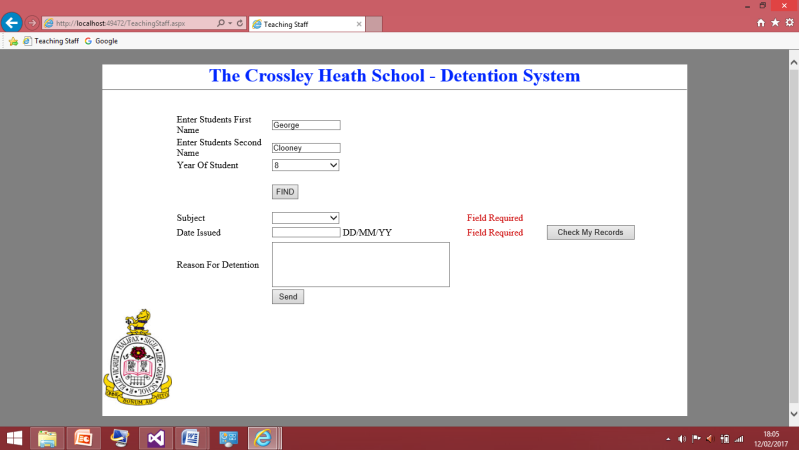 http://localhost:49472/TeachingStaff.aspx
Teaching Staff
Teaching Staff
Google
The Crossley Heath School - Detention System
Enter Students First
Name
George
Enter Students Second
Name
Clooney
Year Of Student
8
FIND
Subject
Field Required
Date Issued
DD/MM/YY
Field Required
Check My Records
Reason For Detention
Send
18:05
12/02/2017